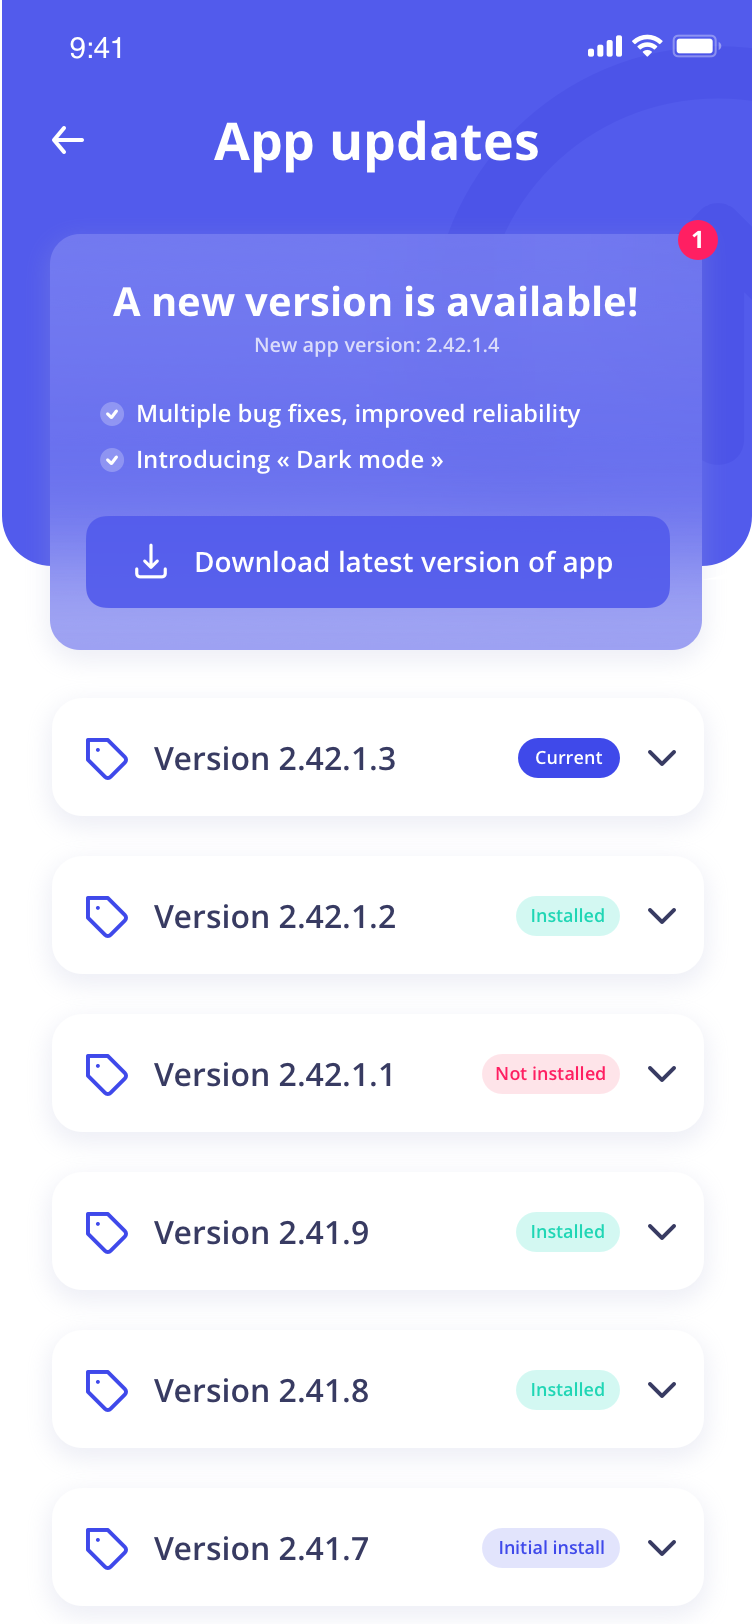 9:41
App updates
1
A new version is available!
New app version: 2.42.1.4
Multiple bug fixes, improved reliability
Introducing « Dark mode »
Download latest version of app
Version 2.42.1.3 Current
Version 2.42.1.2 Installed
Version 2.42.1.1 Not installed
Version 2.41.9 Installed
Version 2.41.8 Installed
Version 2.41.7 Initial install